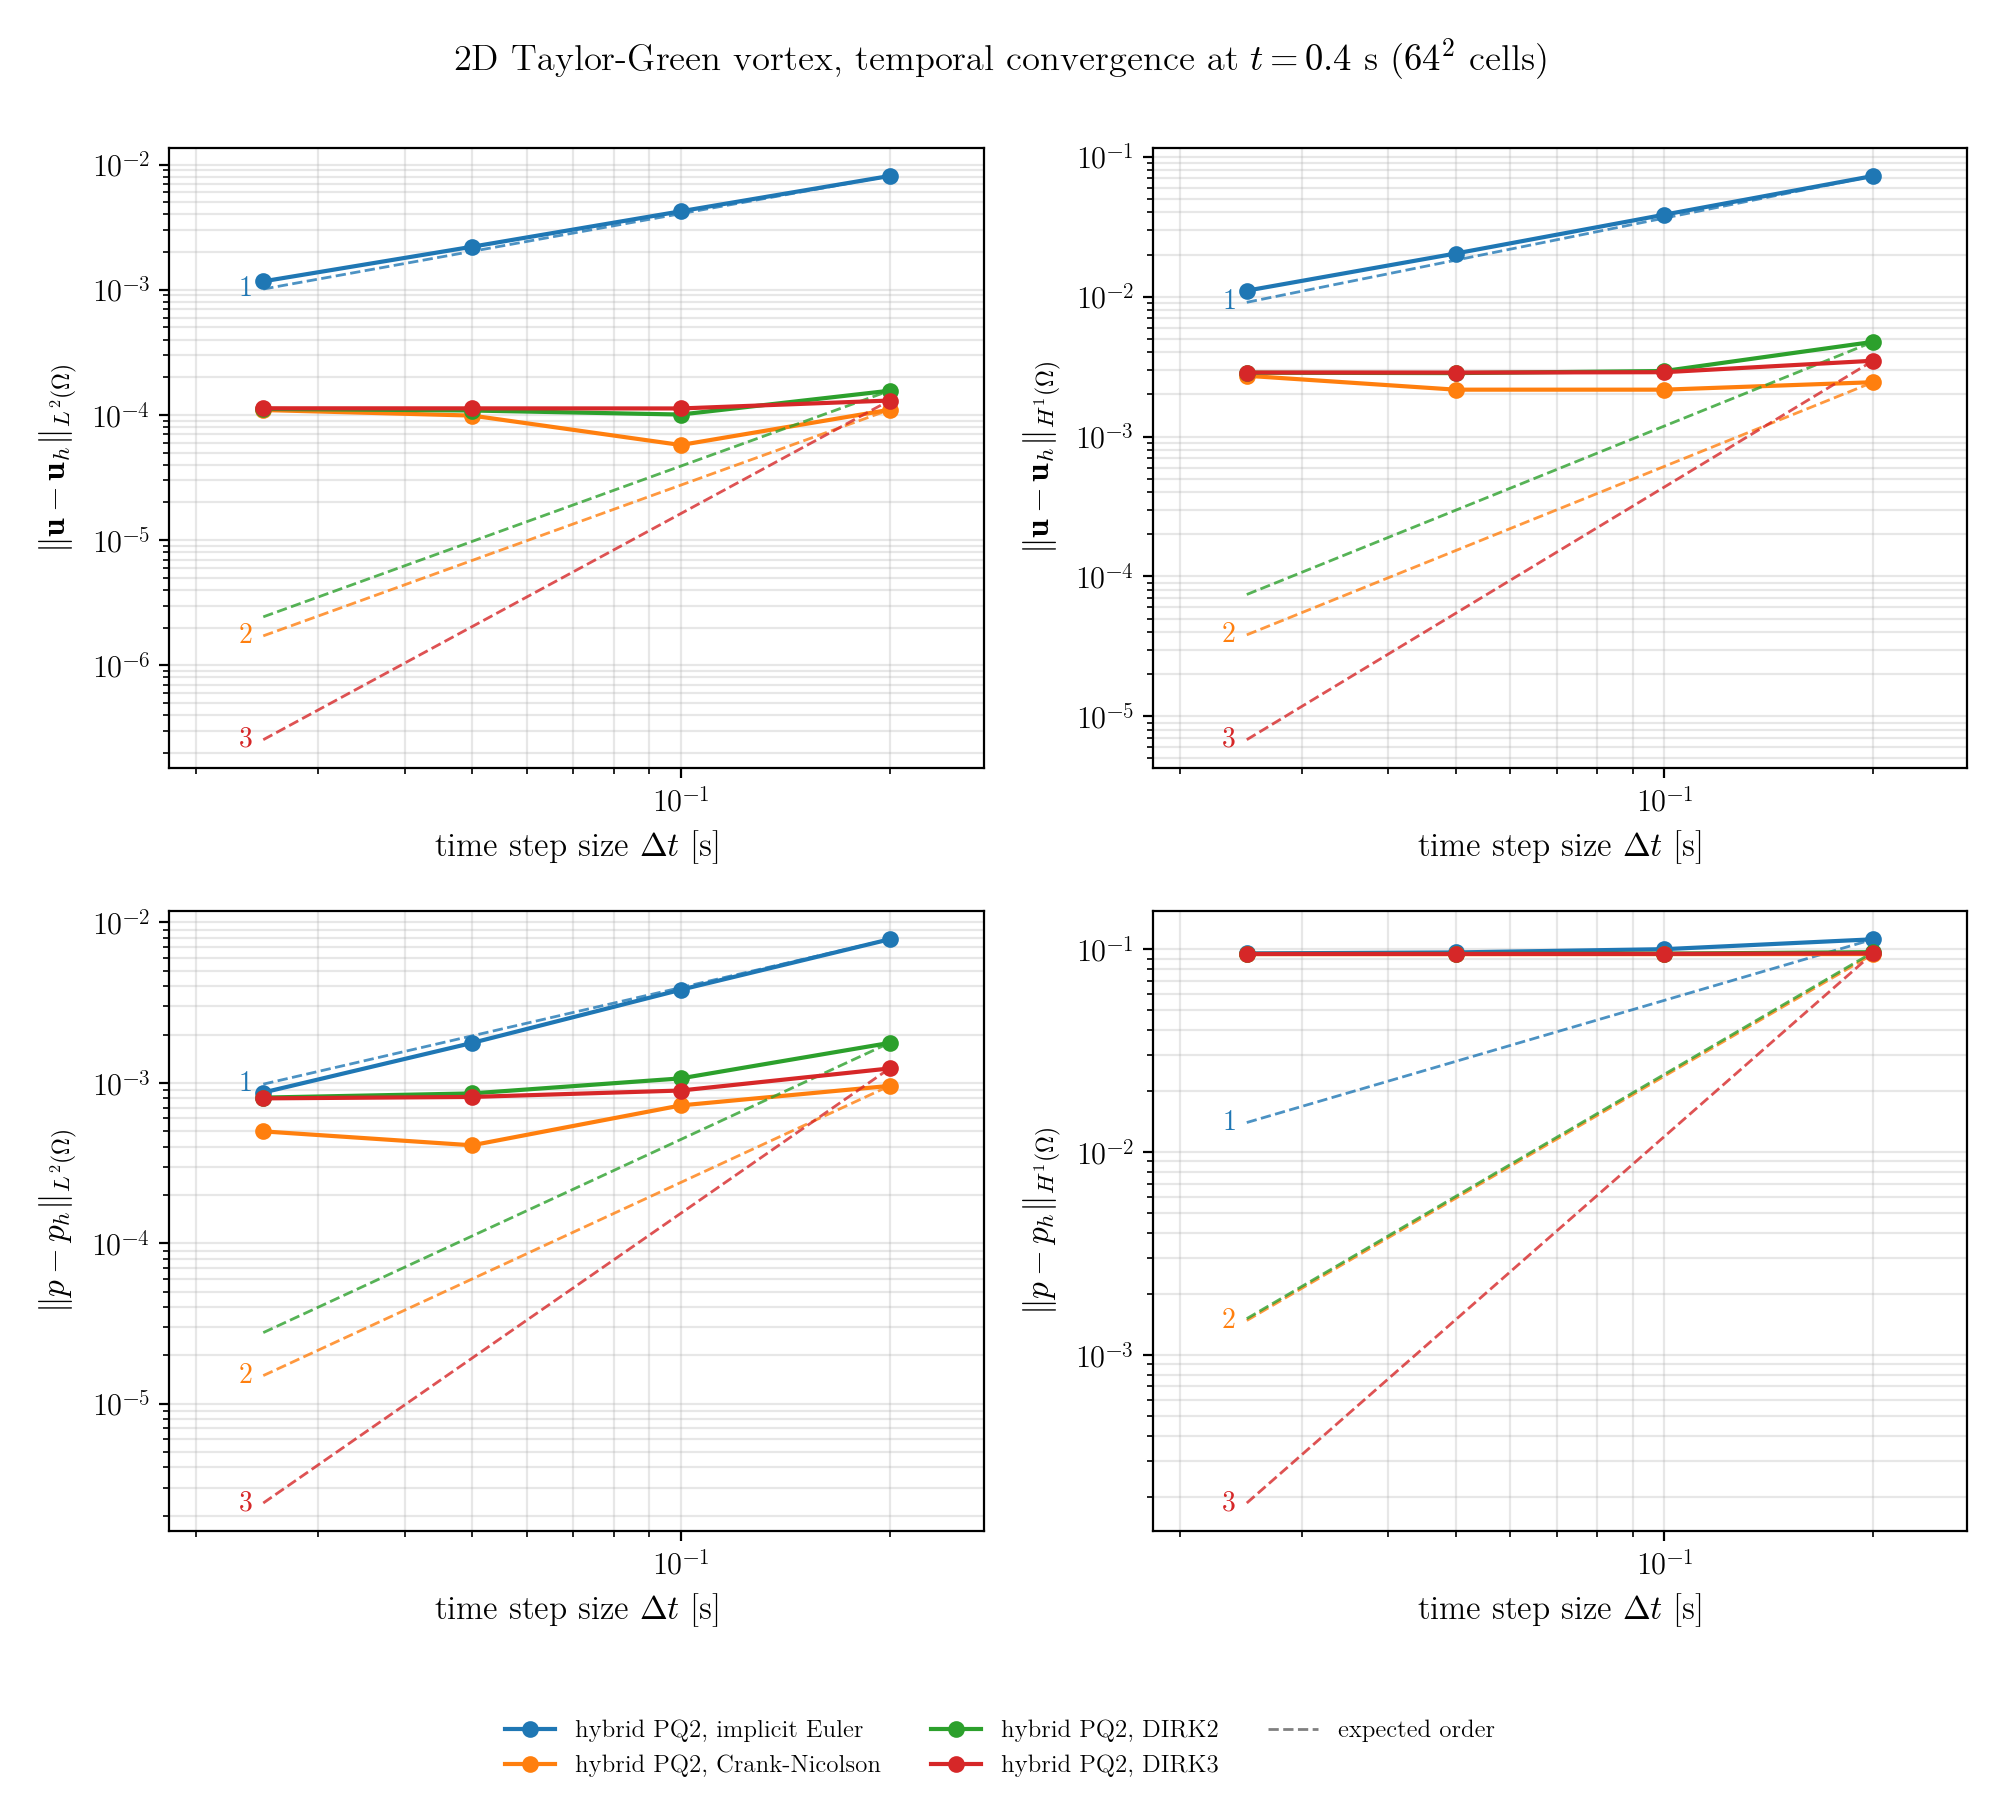 2D Taylor-Green vortex, temporal convergence at t = 0.4 s (64² cells)
10⁻²
10⁻³
10⁻⁴
10⁻⁵
10⁻⁶
||𝐮 − 𝐮ₕ||_{L²(Ω)}
1
2
3
10⁻¹
time step size Δt [s]
10⁻¹
10⁻²
10⁻³
10⁻⁴
10⁻⁵
||𝐮 − 𝐮ₕ||_{H¹(Ω)}
1
2
3
10⁻¹
time step size Δt [s]
10⁻²
10⁻³
10⁻⁴
10⁻⁵
||p − pₕ||_{L²(Ω)}
1
2
3
10⁻¹
time step size Δt [s]
10⁻¹
10⁻²
10⁻³
||p − pₕ||_{H¹(Ω)}
1
2
3
10⁻¹
time step size Δt [s]
hybrid PQ2, implicit Euler
hybrid PQ2, Crank-Nicolson
hybrid PQ2, DIRK2
hybrid PQ2, DIRK3
expected order